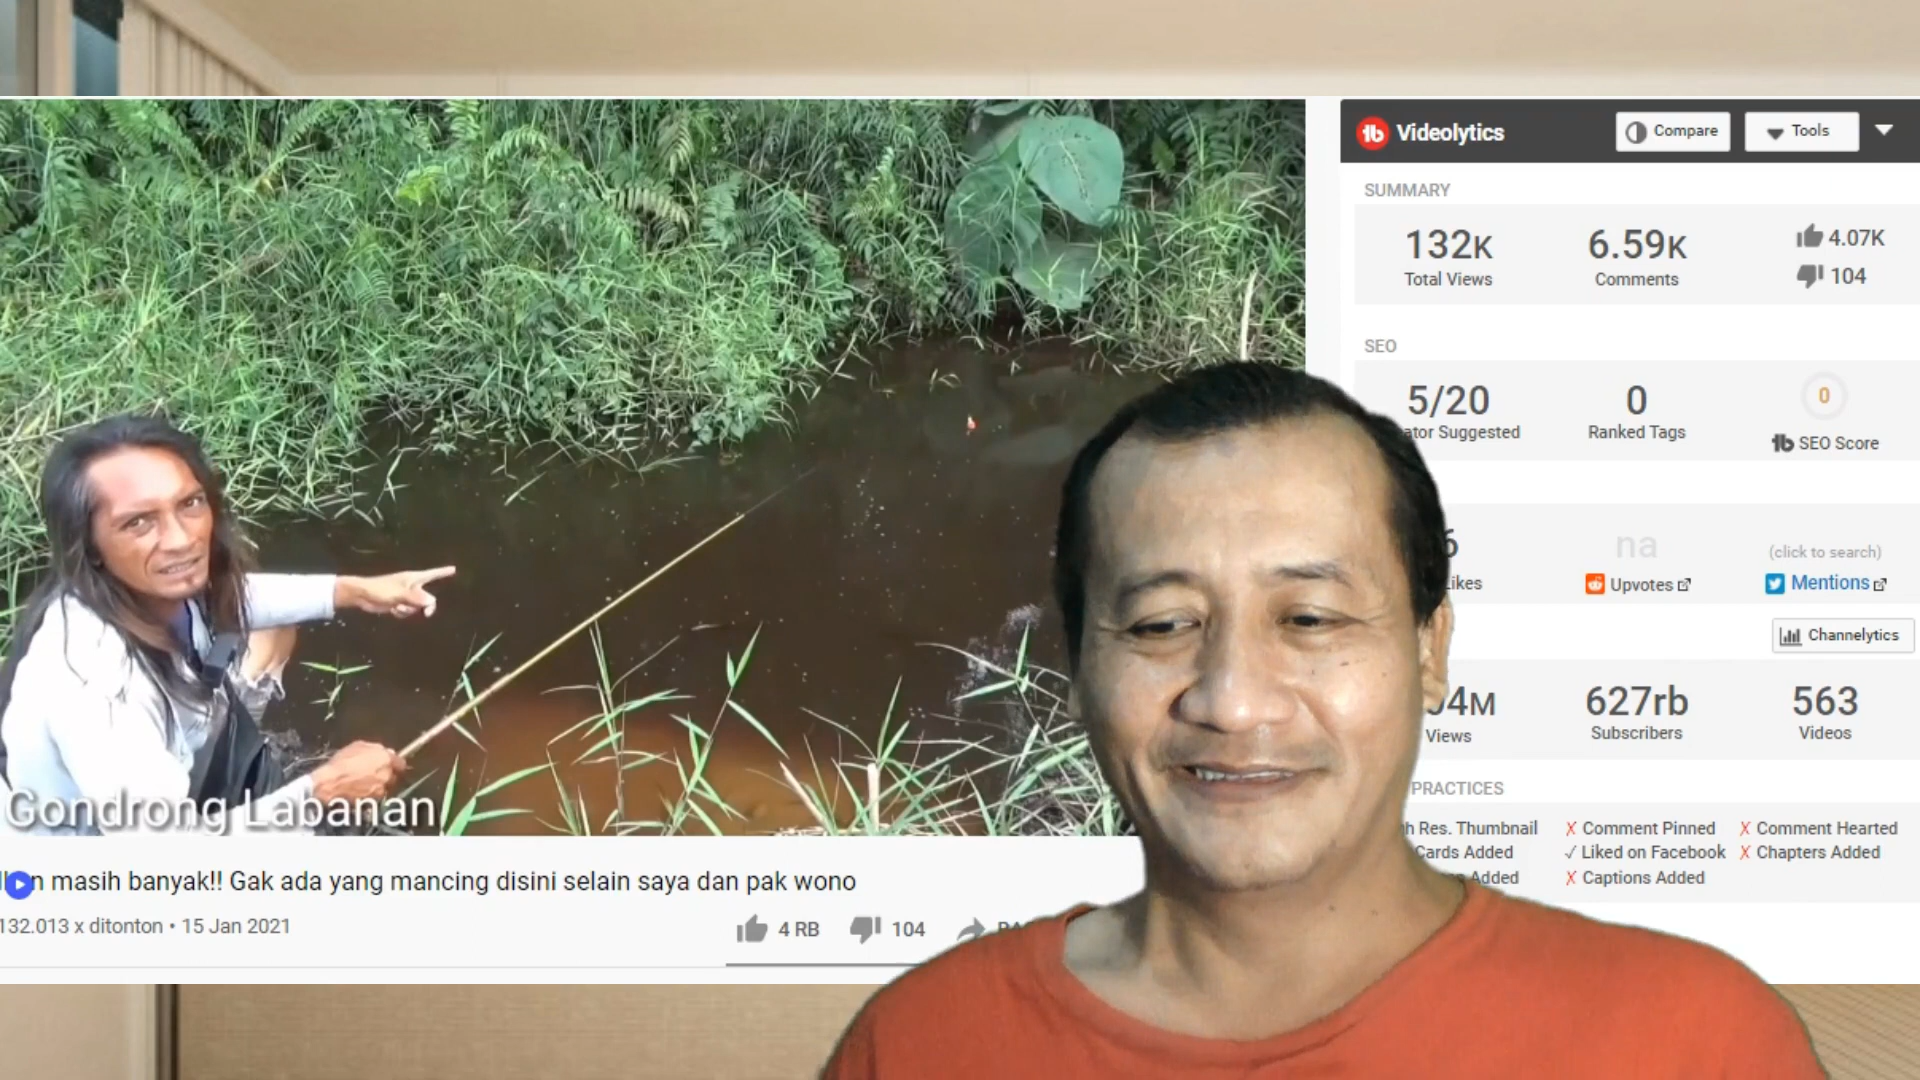 Gondrong Labanan
masih banyak!! Gak ada yang mancing disini selain saya dan pak wono
132.013 x ditonton • 15 Jan 2021
4 RB
104
Videolytics
Compare
Tools
SUMMARY
132K
Total Views
6.59K
Comments
4.07K
104
SEO
5/20
Suggested
0
Ranked Tags
0
SEO Score
na
Upvotes
(click to search)
Mentions
Channelytics
Views
627rb
Subscribers
563
Videos
PRACTICES
Res. Thumbnail
X Comment Pinned
X Comment Hearted
Cards Added
✓ Liked on Facebook
X Chapters Added
Added
X Captions Added